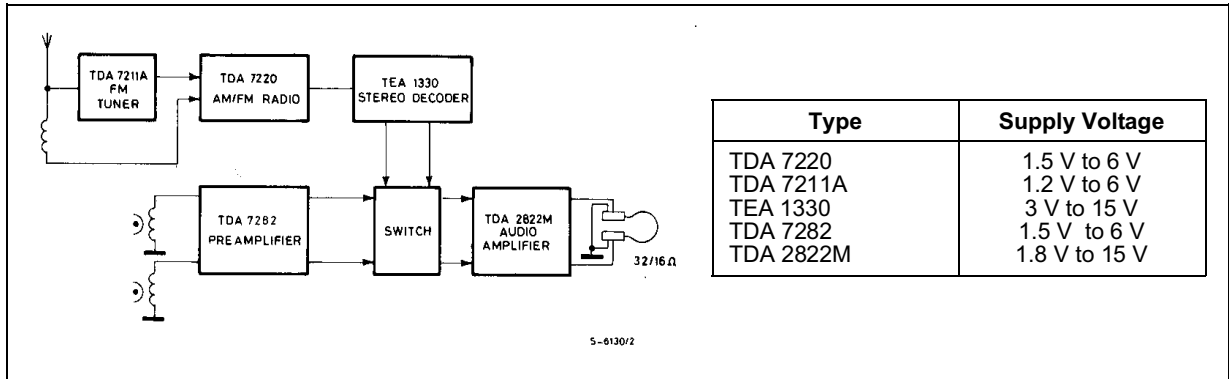 TDA 7211A
FM
TUNER
TDA 7220
AM/FM RADIO
TEA 1330
STEREO DECODER
TDA 7282
PREAMPLIFIER
SWITCH
TDA 2822M
AUDIO
AMPLIFIER
32/16Ω
S-6130/2
Type Supply Voltage
TDA 7220 1.5 V to 6 V
TDA 7211A 1.2 V to 6 V
TEA 1330 3 V to 15 V
TDA 7282 1.5 V to 6 V
TDA 2822M 1.8 V to 15 V